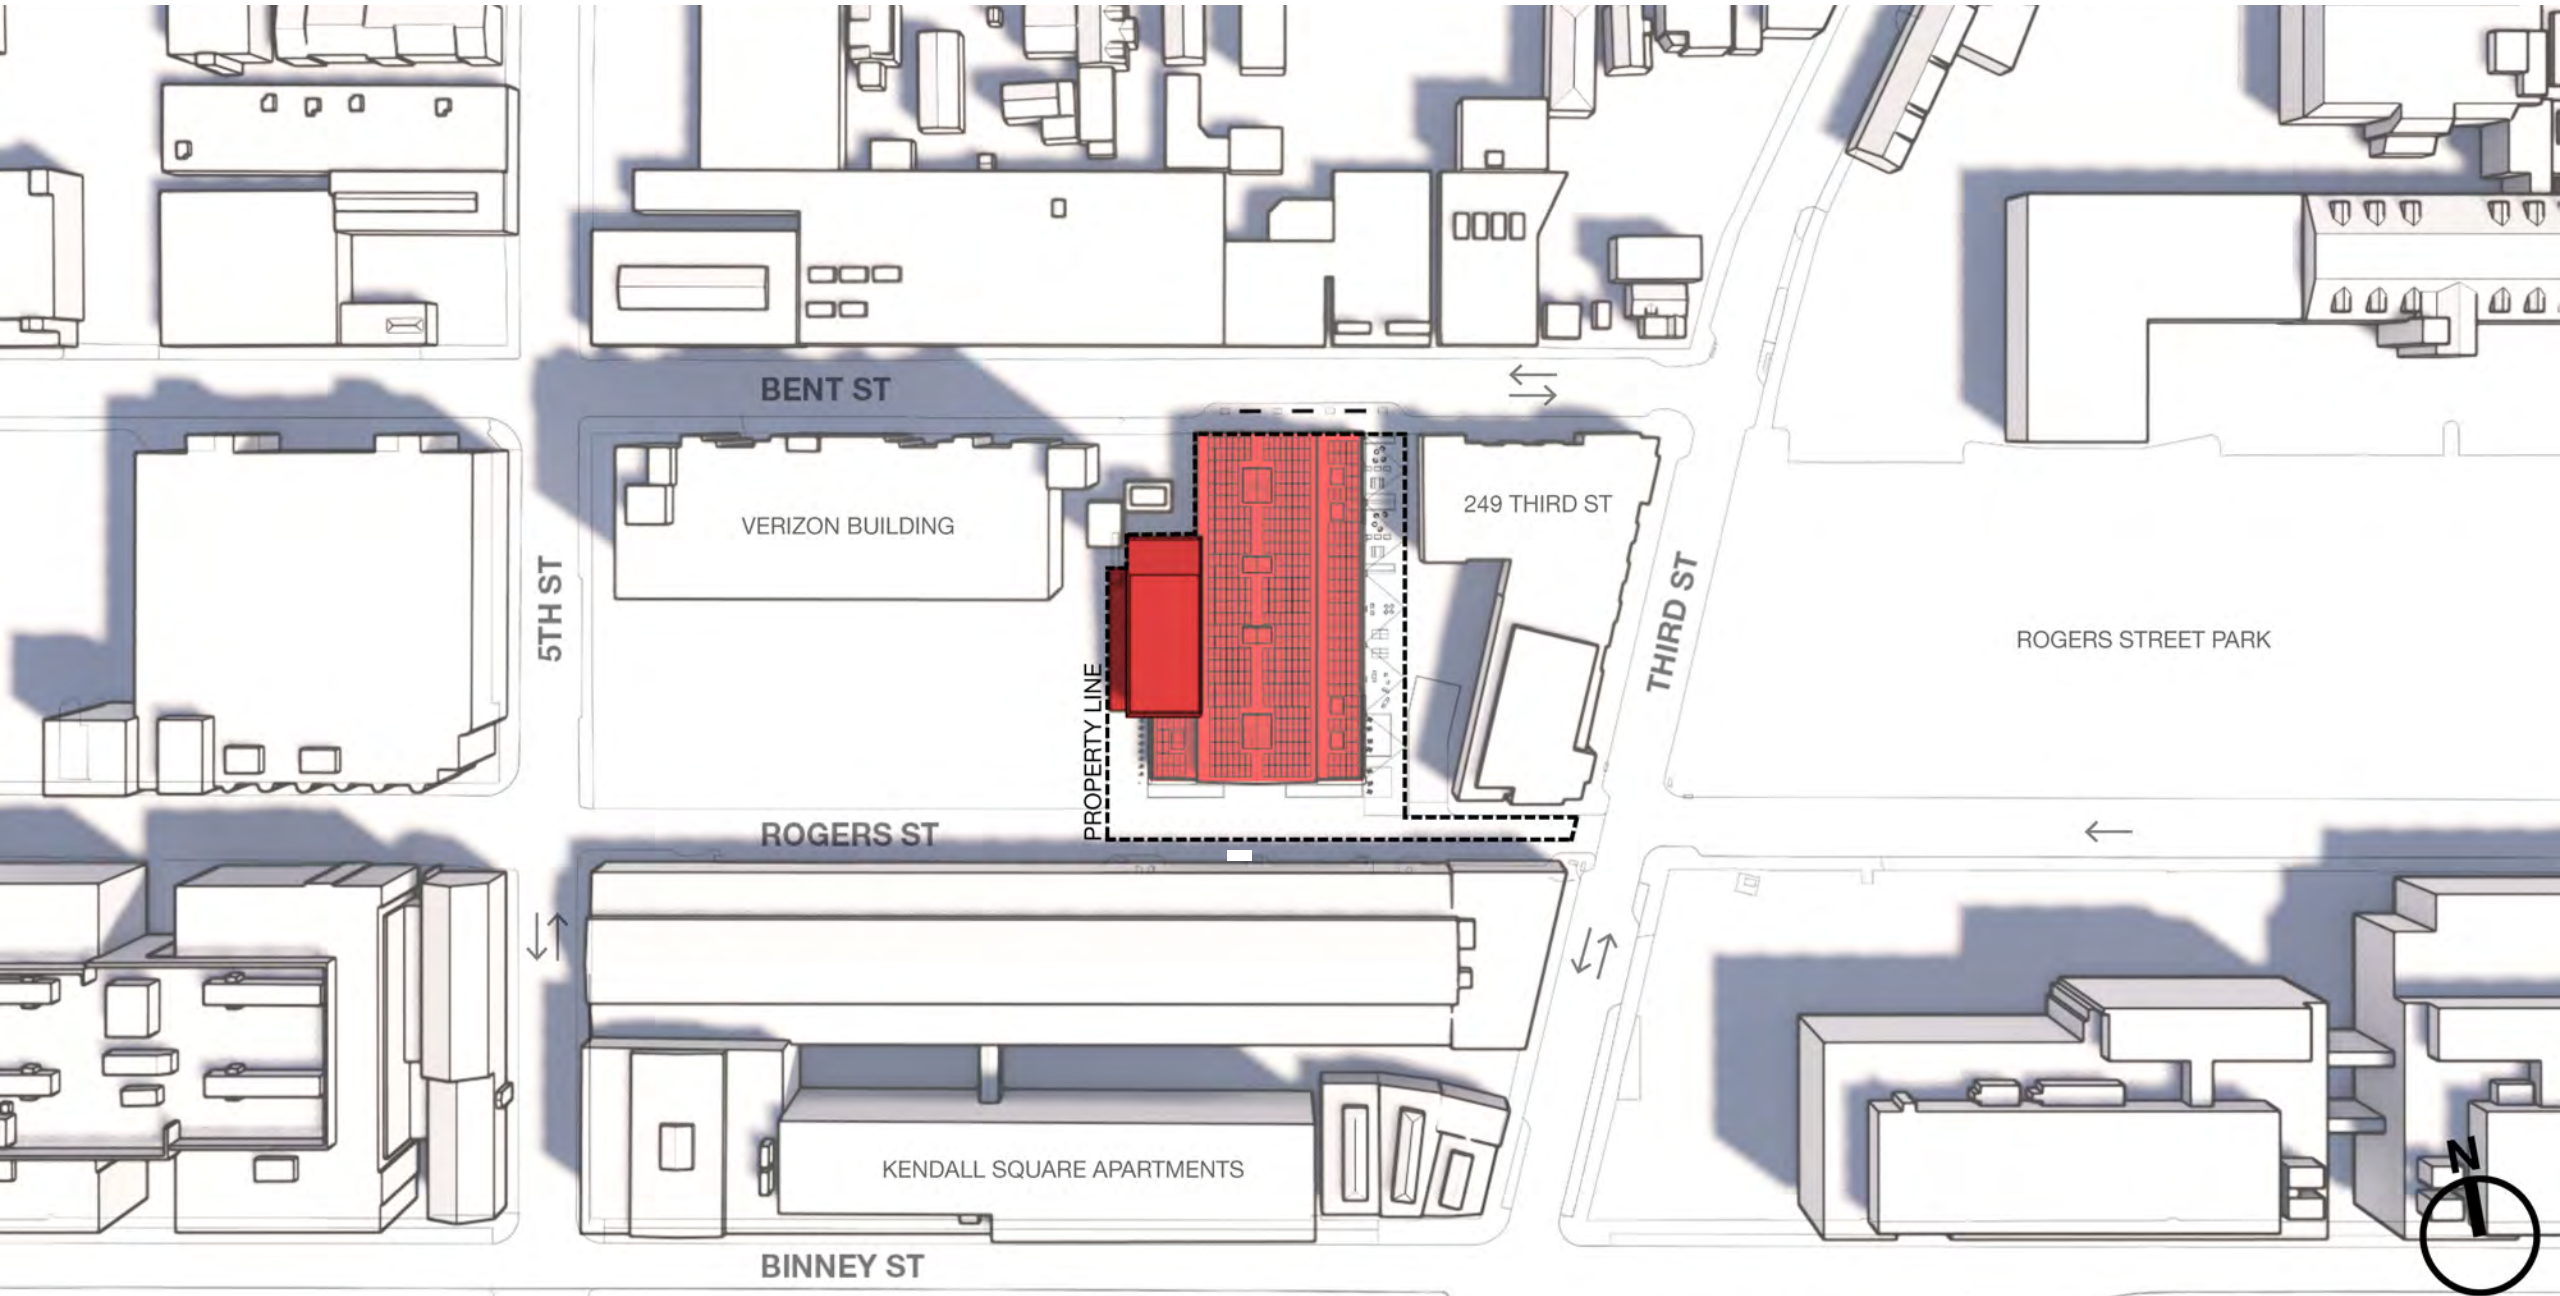 BENT ST
VERIZON BUILDING
249 THIRD ST
5TH ST
THIRD ST
ROGERS STREET PARK
PROPERTY LINE
ROGERS ST
KENDALL SQUARE APARTMENTS
N
BINNEY ST